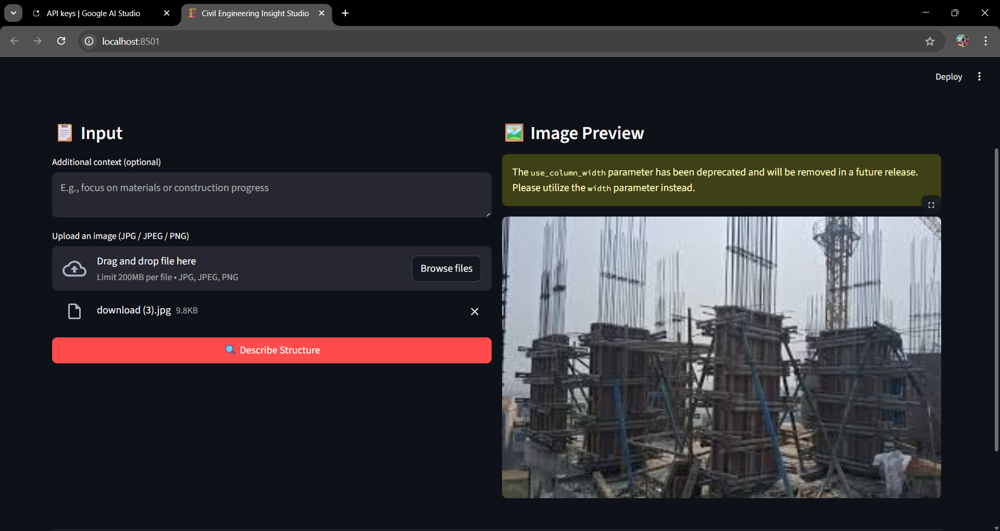 API keys | Google AI Studio
Civil Engineering Insight Studio
localhost:8501
Deploy
📋 Input
Additional context (optional)
E.g., focus on materials or construction progress
Upload an image (JPG / JPEG / PNG)
Drag and drop file here
Limit 200MB per file • JPG, JPEG, PNG
Browse files
download (3).jpg 9.8KB
🔍 Describe Structure
🖼️ Image Preview
The use_column_width parameter has been deprecated and will be removed in a future release.
Please utilize the width parameter instead.